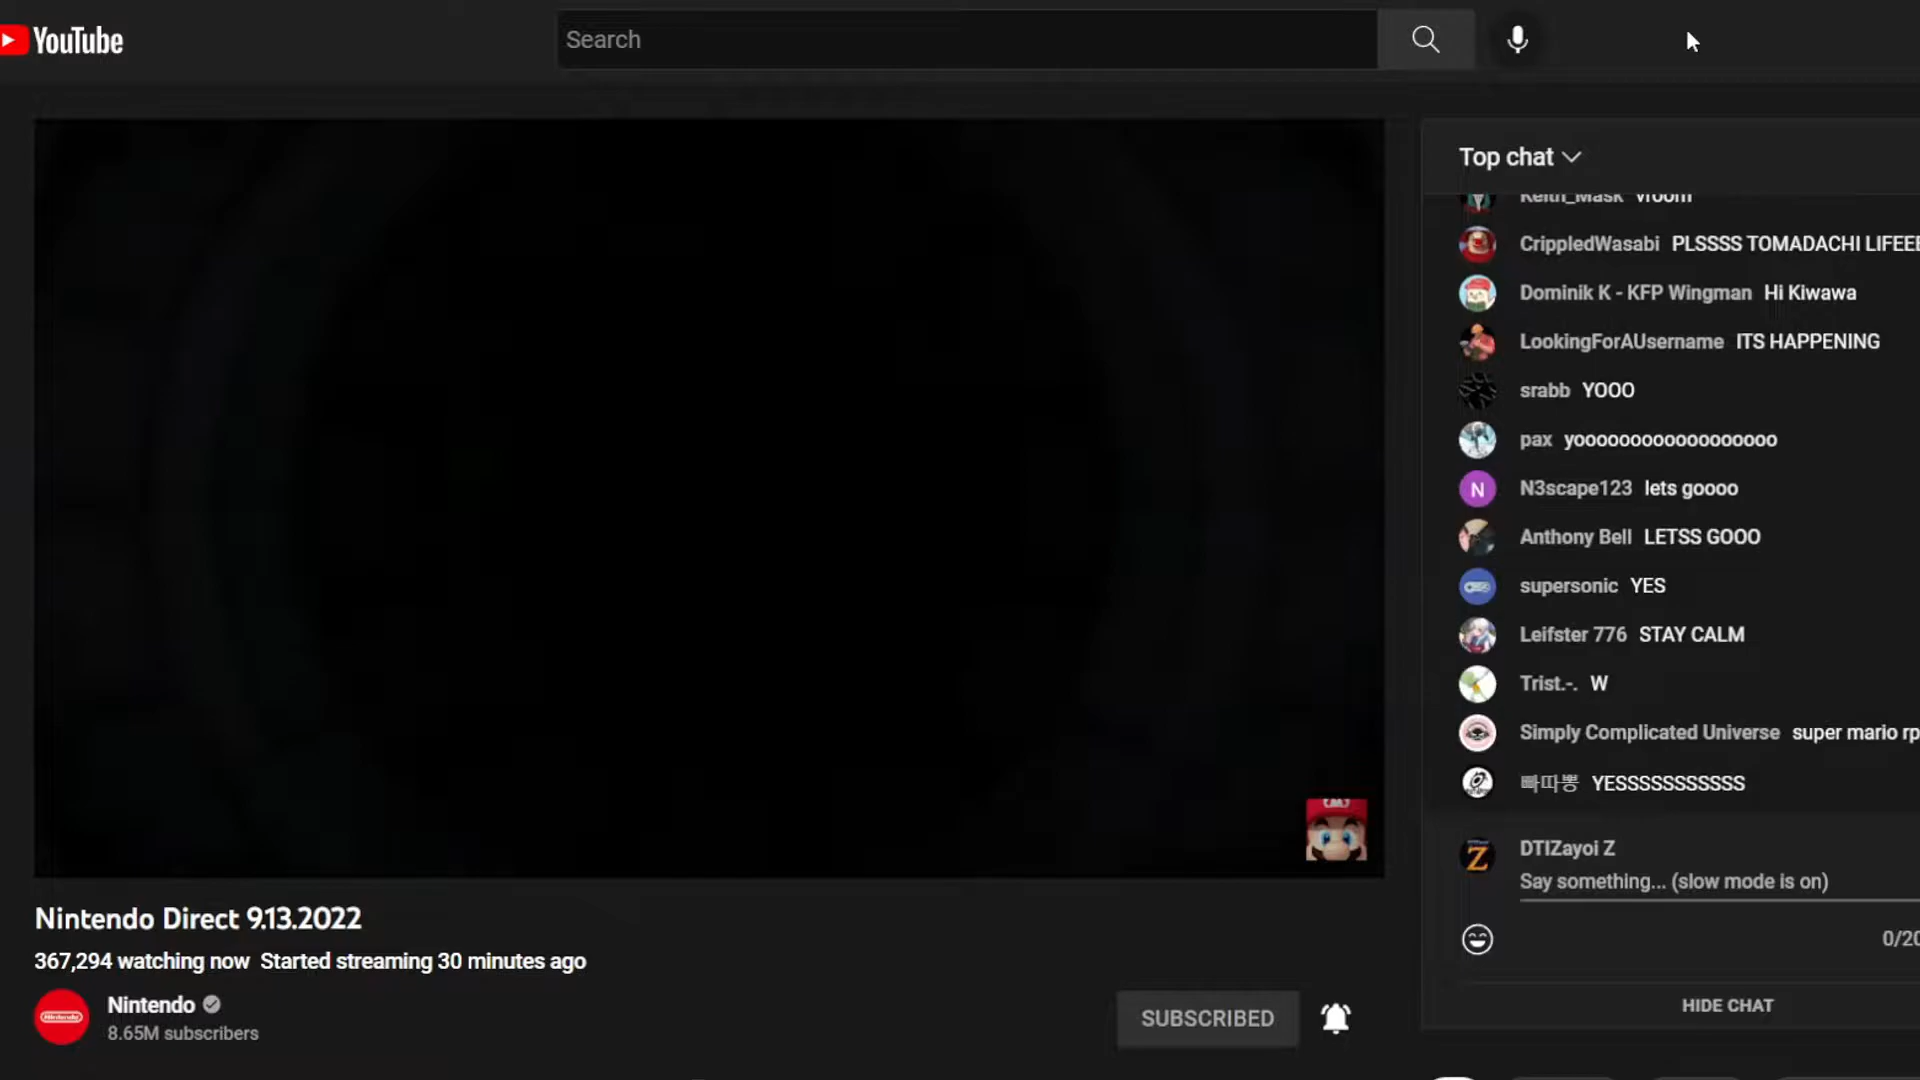 YouTube
Search
Top chat
Keith_Mask vroom
CrippledWasabi PLSSSS TOMADACHI LIFEEE
Dominik K - KFP Wingman Hi Kiwawa
LookingForAUsername ITS HAPPENING
srabb YOOO
pax yoooooooooooooooooo
N
N3scape123 lets goooo
Anthony Bell LETSS GOOO
supersonic YES
Leifster 776 STAY CALM
Trist.-. W
Simply Complicated Universe super mario rp
빠따뽕 YESSSSSSSSSSS
Z
DTIZayoi Z
Say something... (slow mode is on)
0/20
HIDE CHAT
M
Nintendo Direct 9.13.2022
367,294 watching now Started streaming 30 minutes ago
Nintendo
Nintendo
8.65M subscribers
SUBSCRIBED